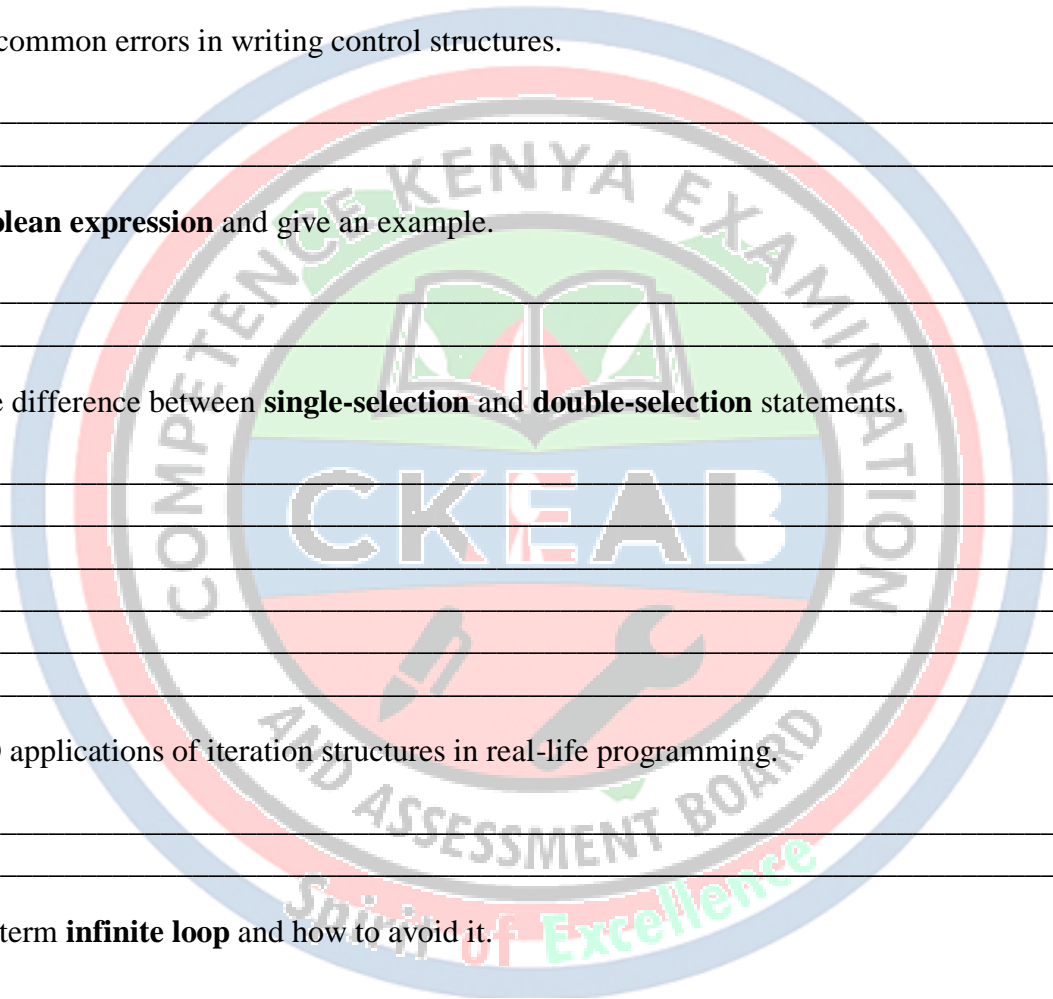 common errors in writing control structures.
lean expression and give an example.
difference between single-selection and double-selection statements.
applications of iteration structures in real-life programming.
term infinite loop and how to avoid it.
COMPETENCE KENYA EXAMINATION
CKEAB
AND ASSESSMENT BOARD
Spirit of Excellence